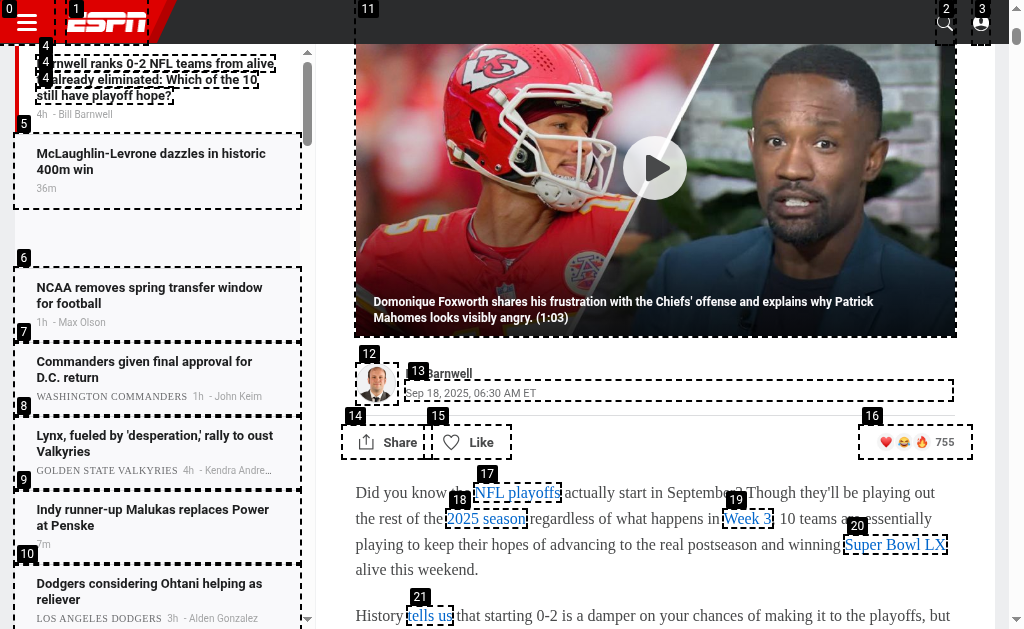 0
1
ESPN
11
2
3
4
4
4
Barnwell ranks 0-2 NFL teams from alive
already eliminated: Which of the 10
still have playoff hope?
4h - Bill Barnwell
5
McLaughlin-Levrone dazzles in historic
400m win
36m
6
NCAA removes spring transfer window
for football
1h - Max Olson
7
Commanders given final approval for
D.C. return
WASHINGTON COMMANDERS 1h - John Keim
8
Lynx, fueled by 'desperation,' rally to oust
Valkyries
GOLDEN STATE VALKYRIES 4h - Kendra Andre...
9
Indy runner-up Malukas replaces Power
at Penske
7m
10
Dodgers considering Ohtani helping as
reliever
LOS ANGELES DODGERS 3h - Alden Gonzalez
Domonique Foxworth shares his frustration with the Chiefs' offense and explains why Patrick
Mahomes looks visibly angry. (1:03)
12
13
Barnwell
Sep 18, 2025, 06:30 AM ET
14
15
16
Share
Like
755
17
Did you know the NFL playoffs actually start in September? Though they'll be playing out
18
19
the rest of the 2025 season regardless of what happens in Week 3, 10 teams are essentially
20
playing to keep their hopes of advancing to the real postseason and winning Super Bowl LX
alive this weekend.
21
History tells us that starting 0-2 is a damper on your chances of making it to the playoffs, but